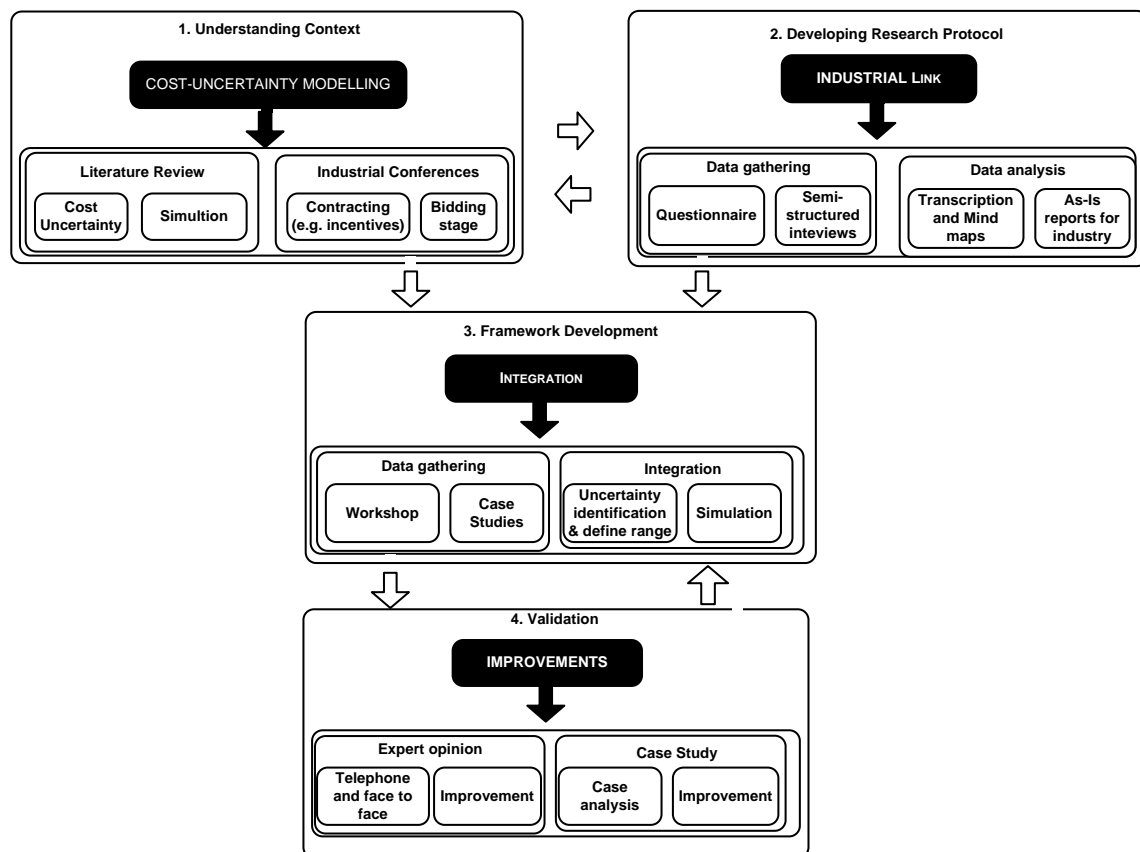 1. Understanding Context
COST-UNCERTAINTY MODELLING
Literature Review
Cost
Uncertainty
Simultion
Industrial Conferences
Contracting
(e.g. incentives)
Bidding
stage
2. Developing Research Protocol
INDUSTRIAL LINK
Data gathering
Questionnaire
Semi-
structured
inteviews
Data analysis
Transcription
and Mind
maps
As-Is
reports for
industry
3. Framework Development
INTEGRATION
Data gathering
Workshop
Case
Studies
Integration
Uncertainty
identification
& define range
Simulation
4. Validation
IMPROVEMENTS
Expert opinion
Telephone
and face to
face
Improvement
Case Study
Case
analysis
Improvement